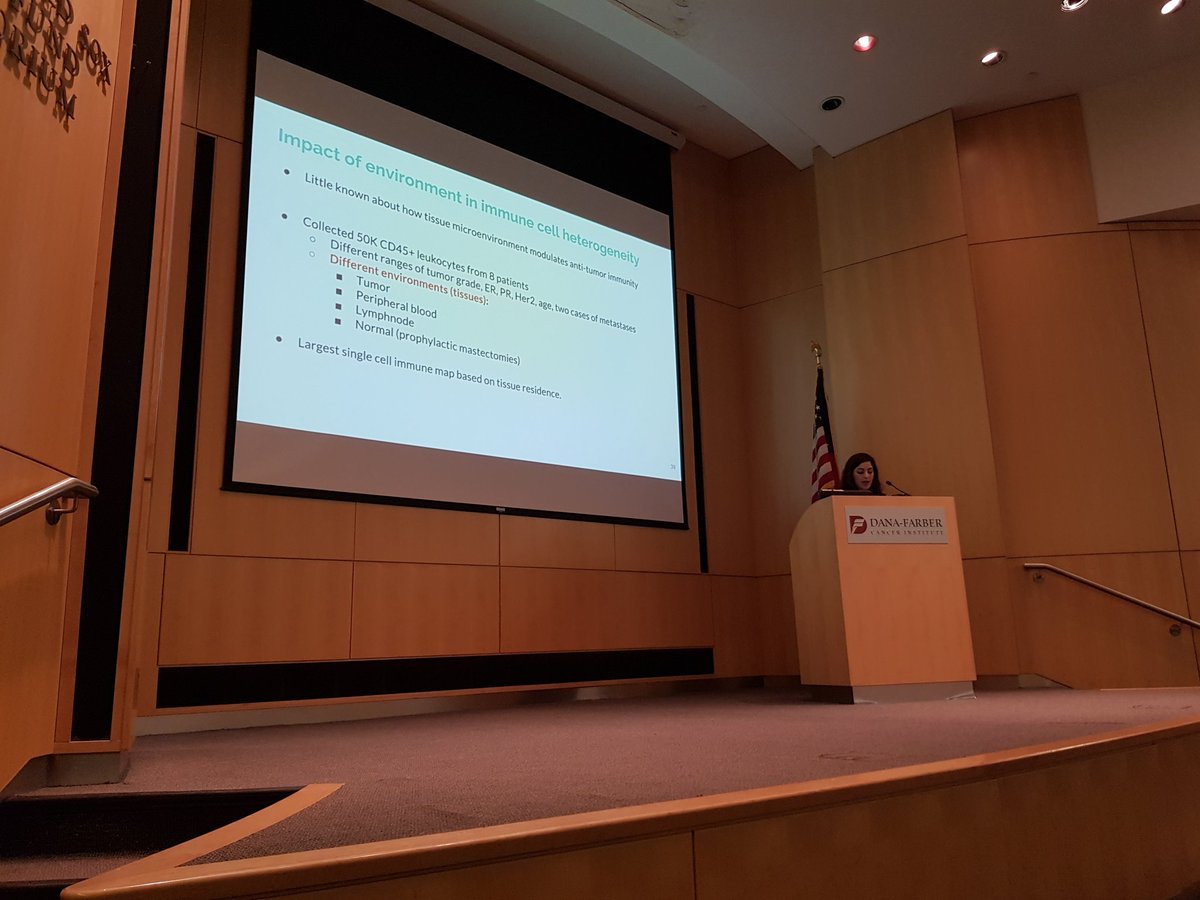 SOX
FUND
RIUM
Impact of environment in immune cell heterogeneity
● Little known about how tissue microenvironment modulates anti-tumor immunity
● Collected 50K CD45+ leukocytes from 8 patients
○ Different ranges of tumor grade, ER, PR, Her2, age, two cases of metastases
○ Different environments (tissues):
■ Tumor
■ Peripheral blood
■ Lymphnode
■ Normal (prophylactic mastectomies)
● Largest single cell immune map based on tissue residence.
DANA-FARBER
CANCER INSTITUTE